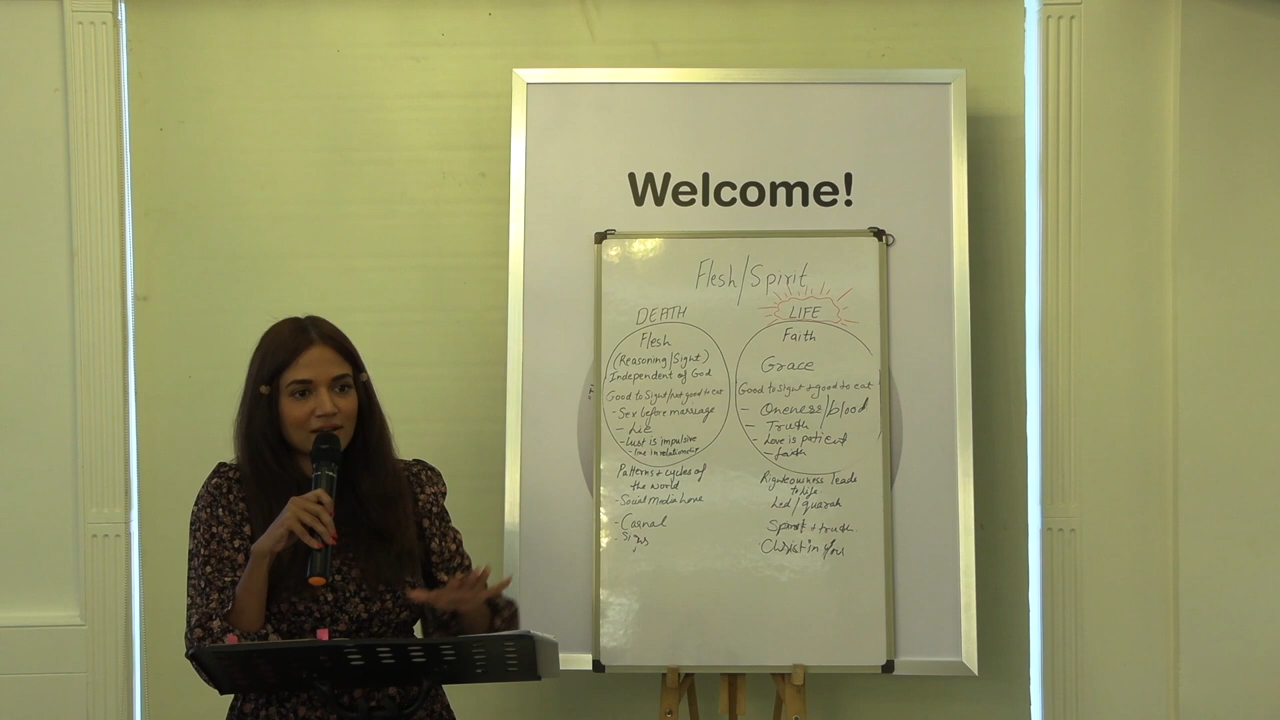 Welcome!
Flesh/Spirit
DEATH
Flesh
(Reasoning/Sight)
Independent of God
Good to Sight/not good to eat
- Sex before marriage
- Lie
- Lust is impulsive
- in relationship
Patterns & cycles of
the world
- Social Media
- Carnal
- Signs
LIFE
Faith
Grace
Good to sight & good to eat
- Oneness/blood
- Truth
- Love is patient
- faith
Righteousness leads
to life
Led/
Spirit & truth.
Christ in you